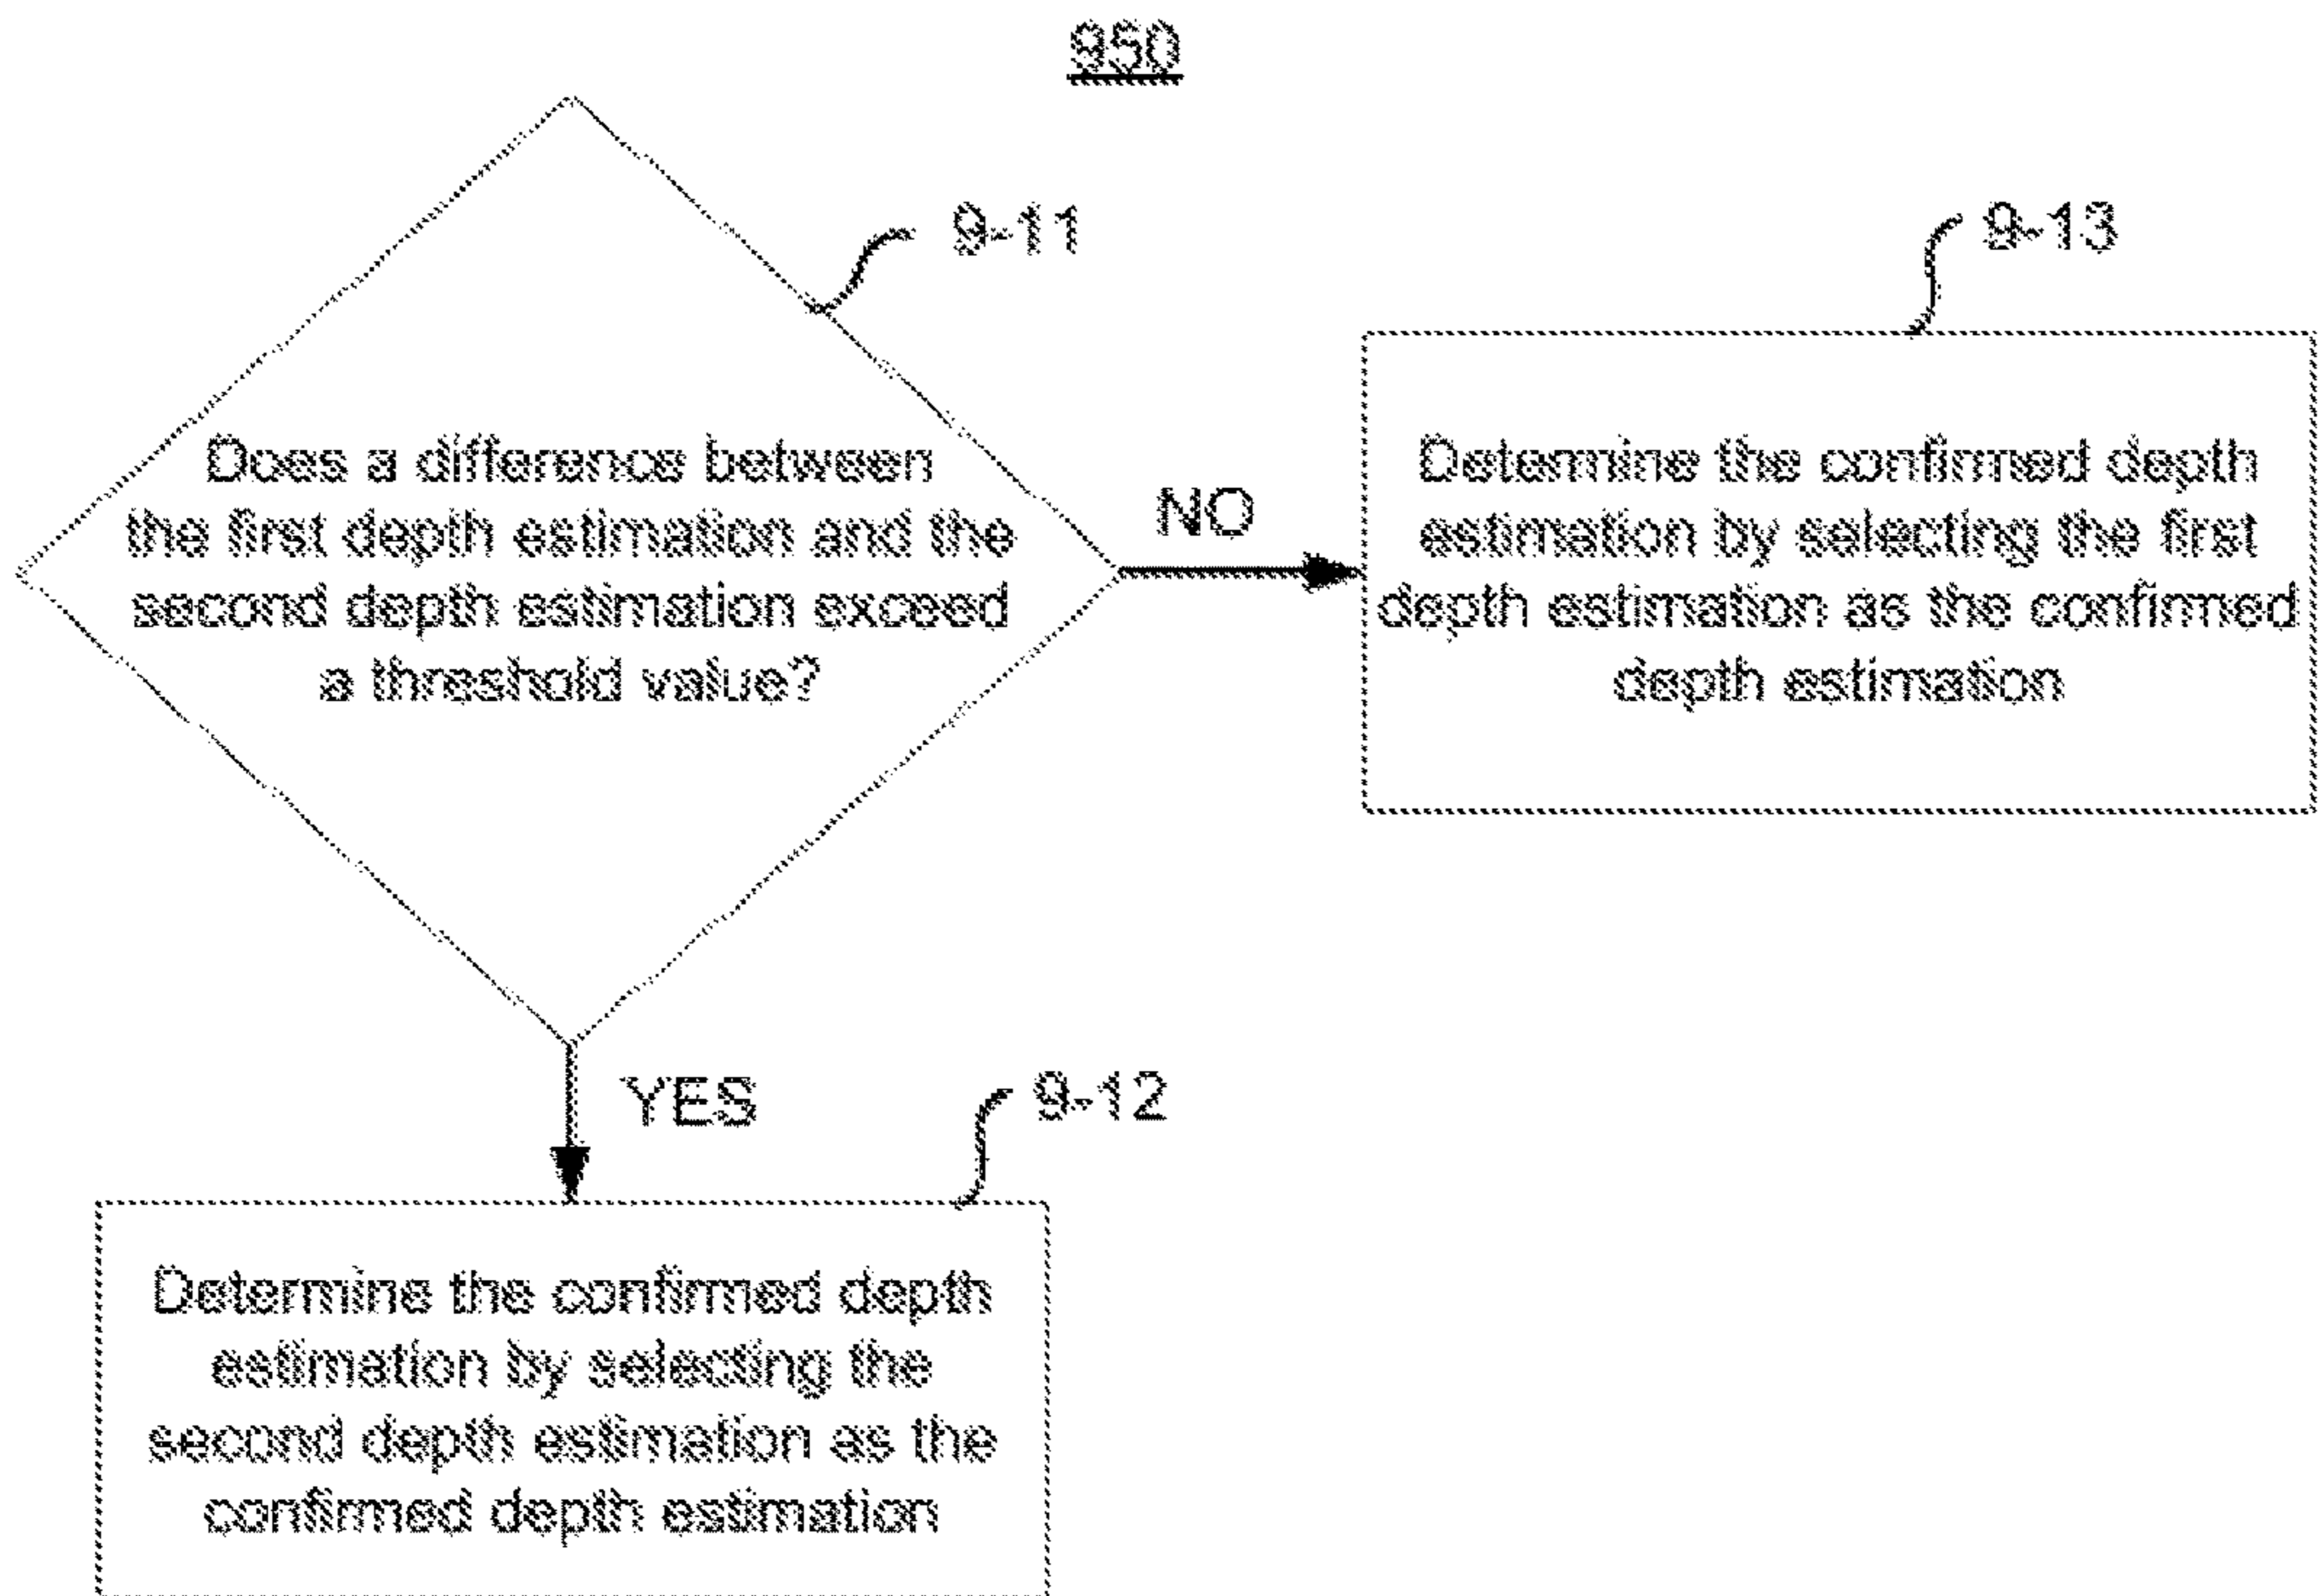 950
9-11
Does a difference between
the first depth estimation and the
second depth estimation exceed
a threshold value?
NO
9-13
Determine the confirmed depth
estimation by selecting the first
depth estimation as the confirmed
depth estimation
YES
9-12
Determine the confirmed depth
estimation by selecting the
second depth estimation as the
confirmed depth estimation